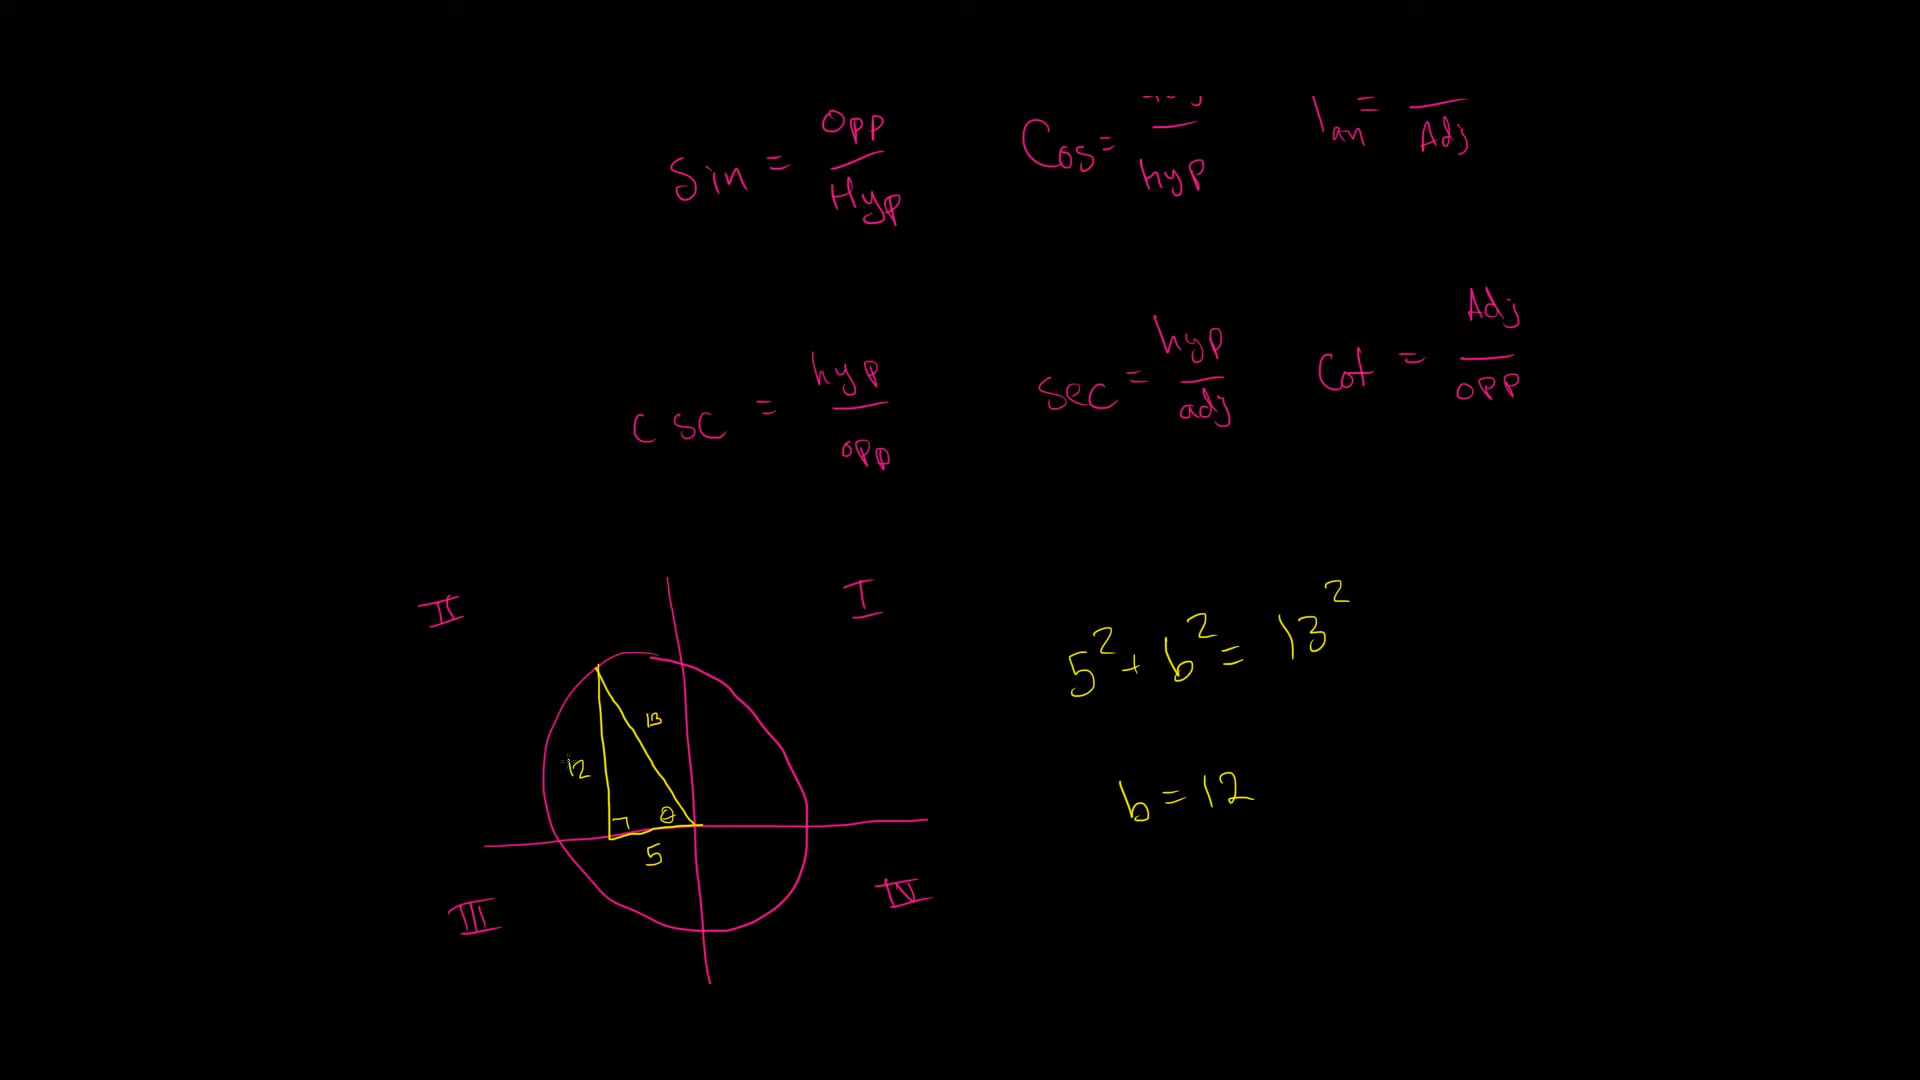 Sin = Opp / Hyp
Cos = / hyp
= / Adj
csc = hyp / opp
sec = hyp / adj
Cot = Adj / opp
II
I
5² + b² = 13²
13
12
θ
5
b = 12
III
IV